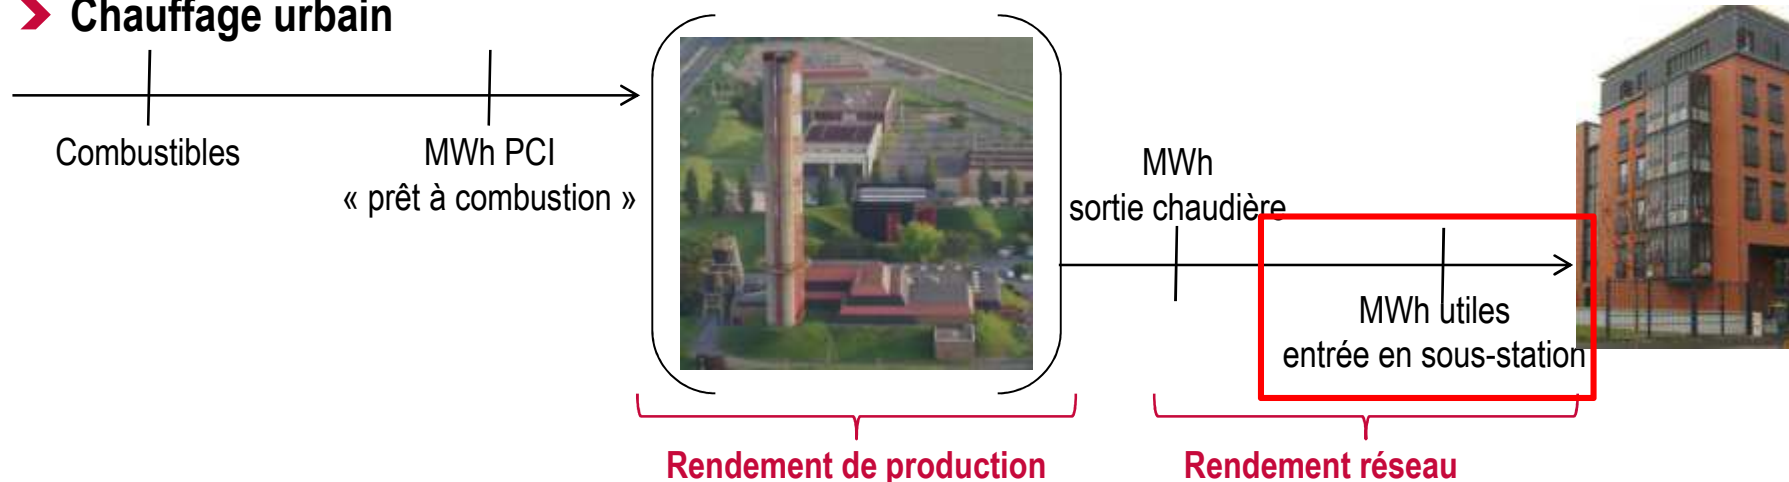 Chauffage urbain
Combustibles
MWh PCI
« prêt à combustion »
MWh
sortie chaudière
MWh utiles
entrée en sous-station
Rendement de production
Rendement réseau